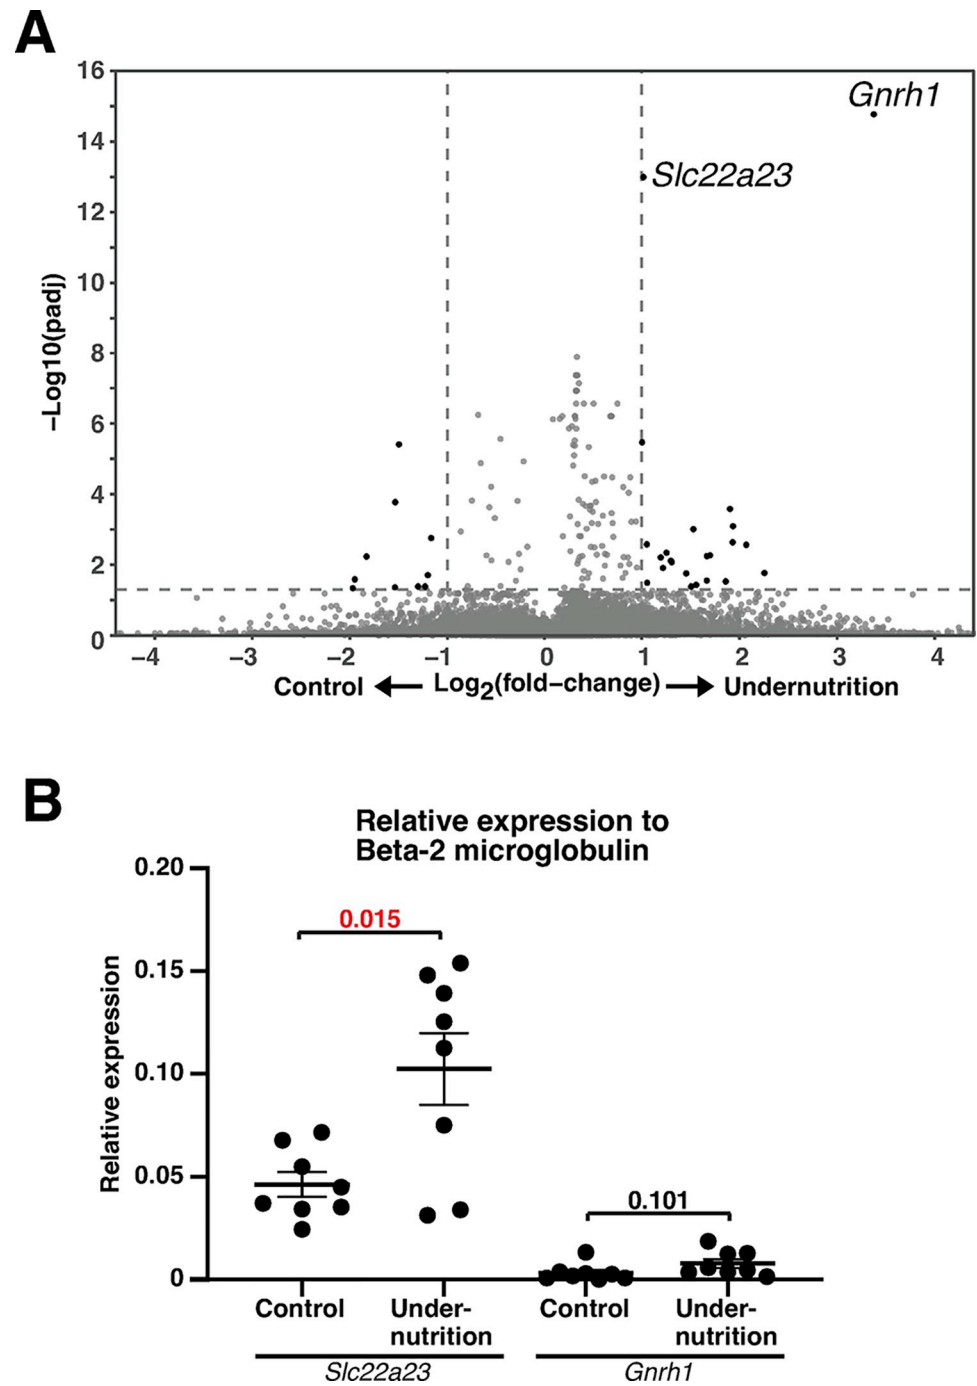 A
16
14
12
10
8
6
4
2
0
−Log10(padj)
Gnrh1
Slc22a23
−4 −3 −2 −1 0 1 2 3 4
Control Log2(fold−change) Undernutrition
B
Relative expression to
Beta-2 microglobulin
0.20
0.15
0.10
0.05
0
Relative expression
0.015
0.101
Control Under- Control Under-
nutrition nutrition
Slc22a23 Gnrh1